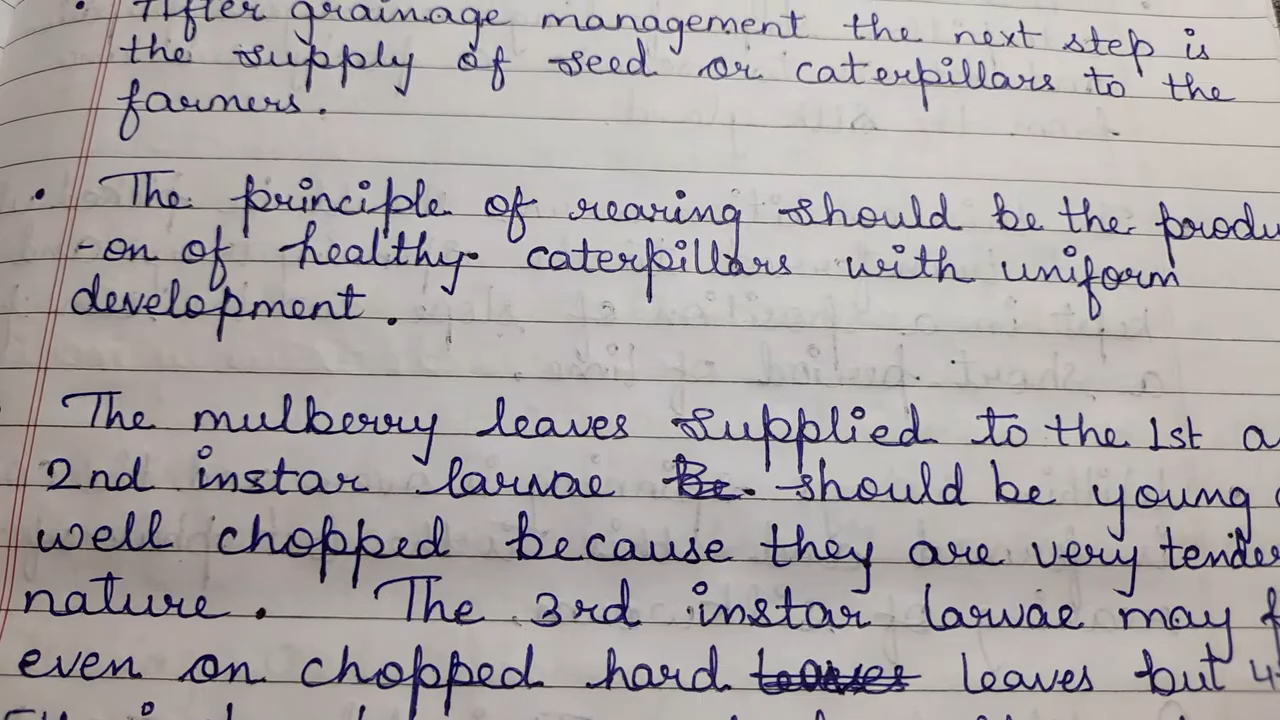 • After grainage management the next step is
the supply of seed or caterpillars to the
farmers.
• The principle of rearing should be the produ
-on of healthy caterpillars with uniform
development.
The mulberry leaves supplied to the 1st a
2nd instar larvae Be. should be young
well chopped because they are very tender
nature. The 3rd instar larvae may f
even on chopped hard leaves leaves but 4